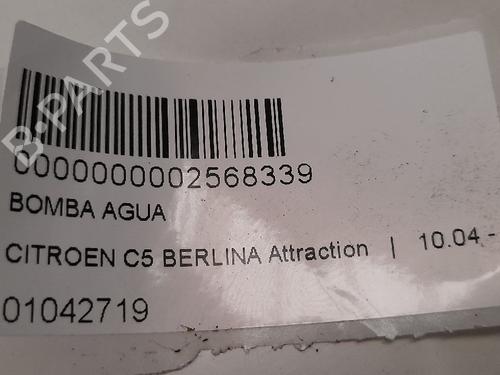 B-PARTS
0000000002568339
BOMBA AGUA
CITROEN C5 BERLINA Attraction | 10.04 -
01042719